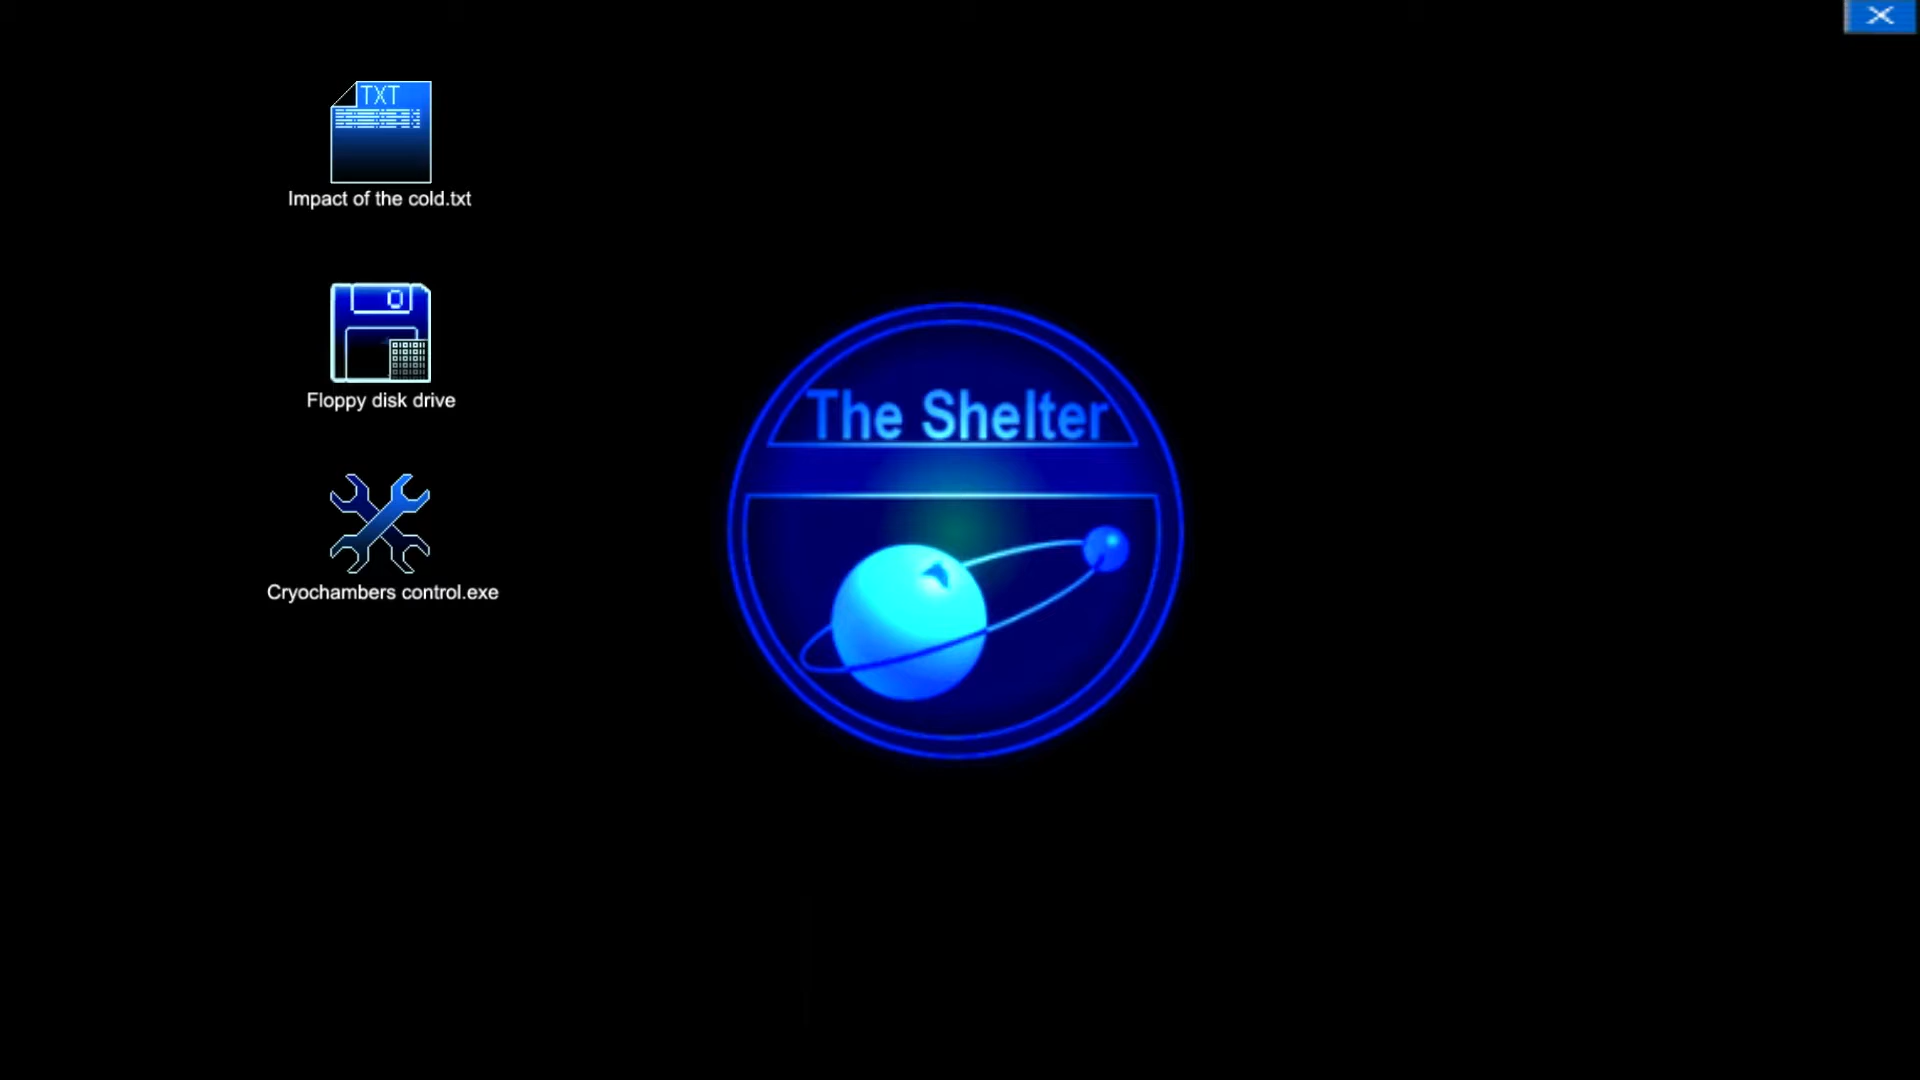 TXT
Impact of the cold.txt
Floppy disk drive
Cryochambers control.exe
The Shelter